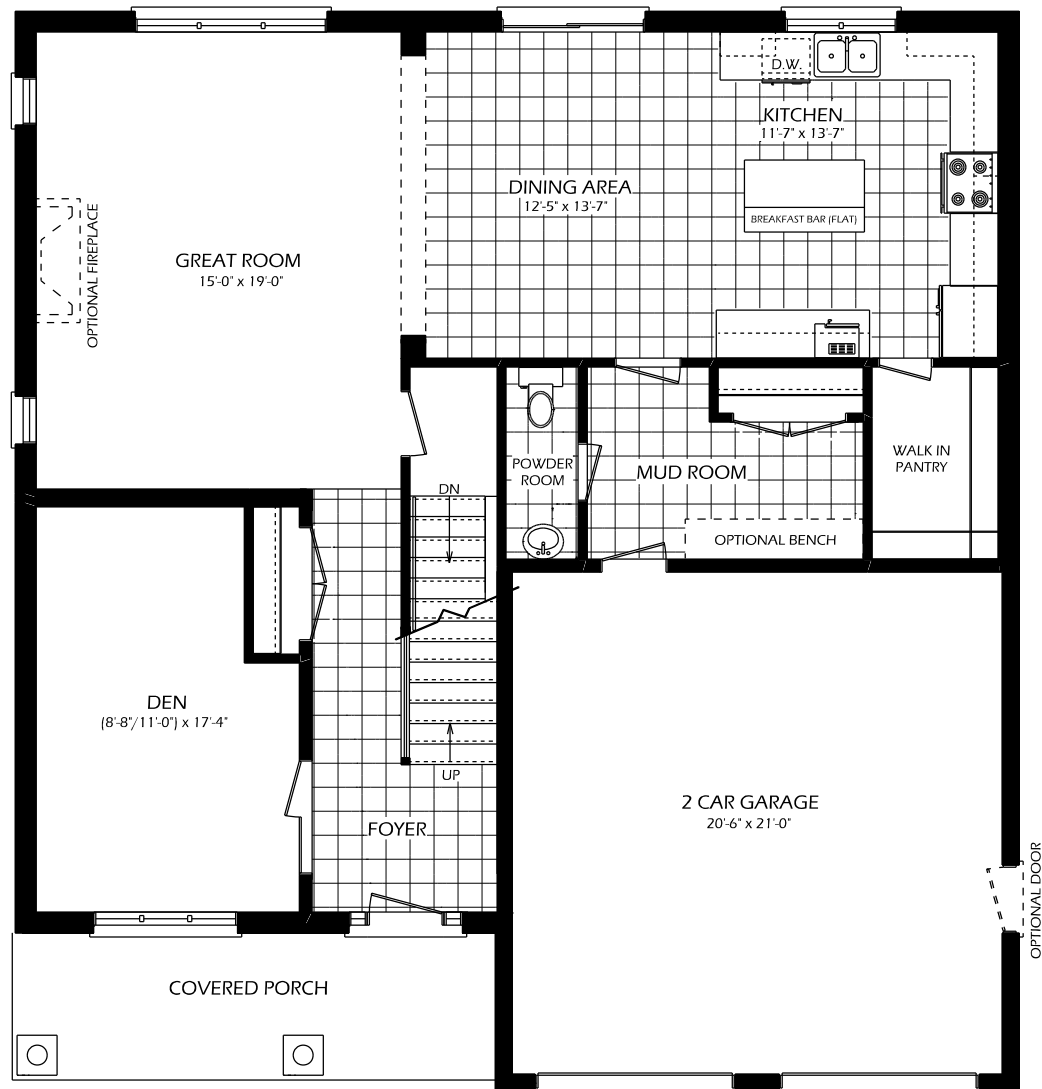 D.W.
KITCHEN
11'-7" x 13'-7"
DINING AREA
12'-5" x 13'-7"
BREAKFAST BAR (FLAT)
OPTIONAL FIREPLACE
GREAT ROOM
15'-0" x 19'-0"
WALK IN
PANTRY
POWDER
ROOM
MUD ROOM
DN
OPTIONAL BENCH
DEN
(8'-8"/11'-0") x 17'-4"
UP
2 CAR GARAGE
20'-6" x 21'-0"
FOYER
OPTIONAL DOOR
COVERED PORCH